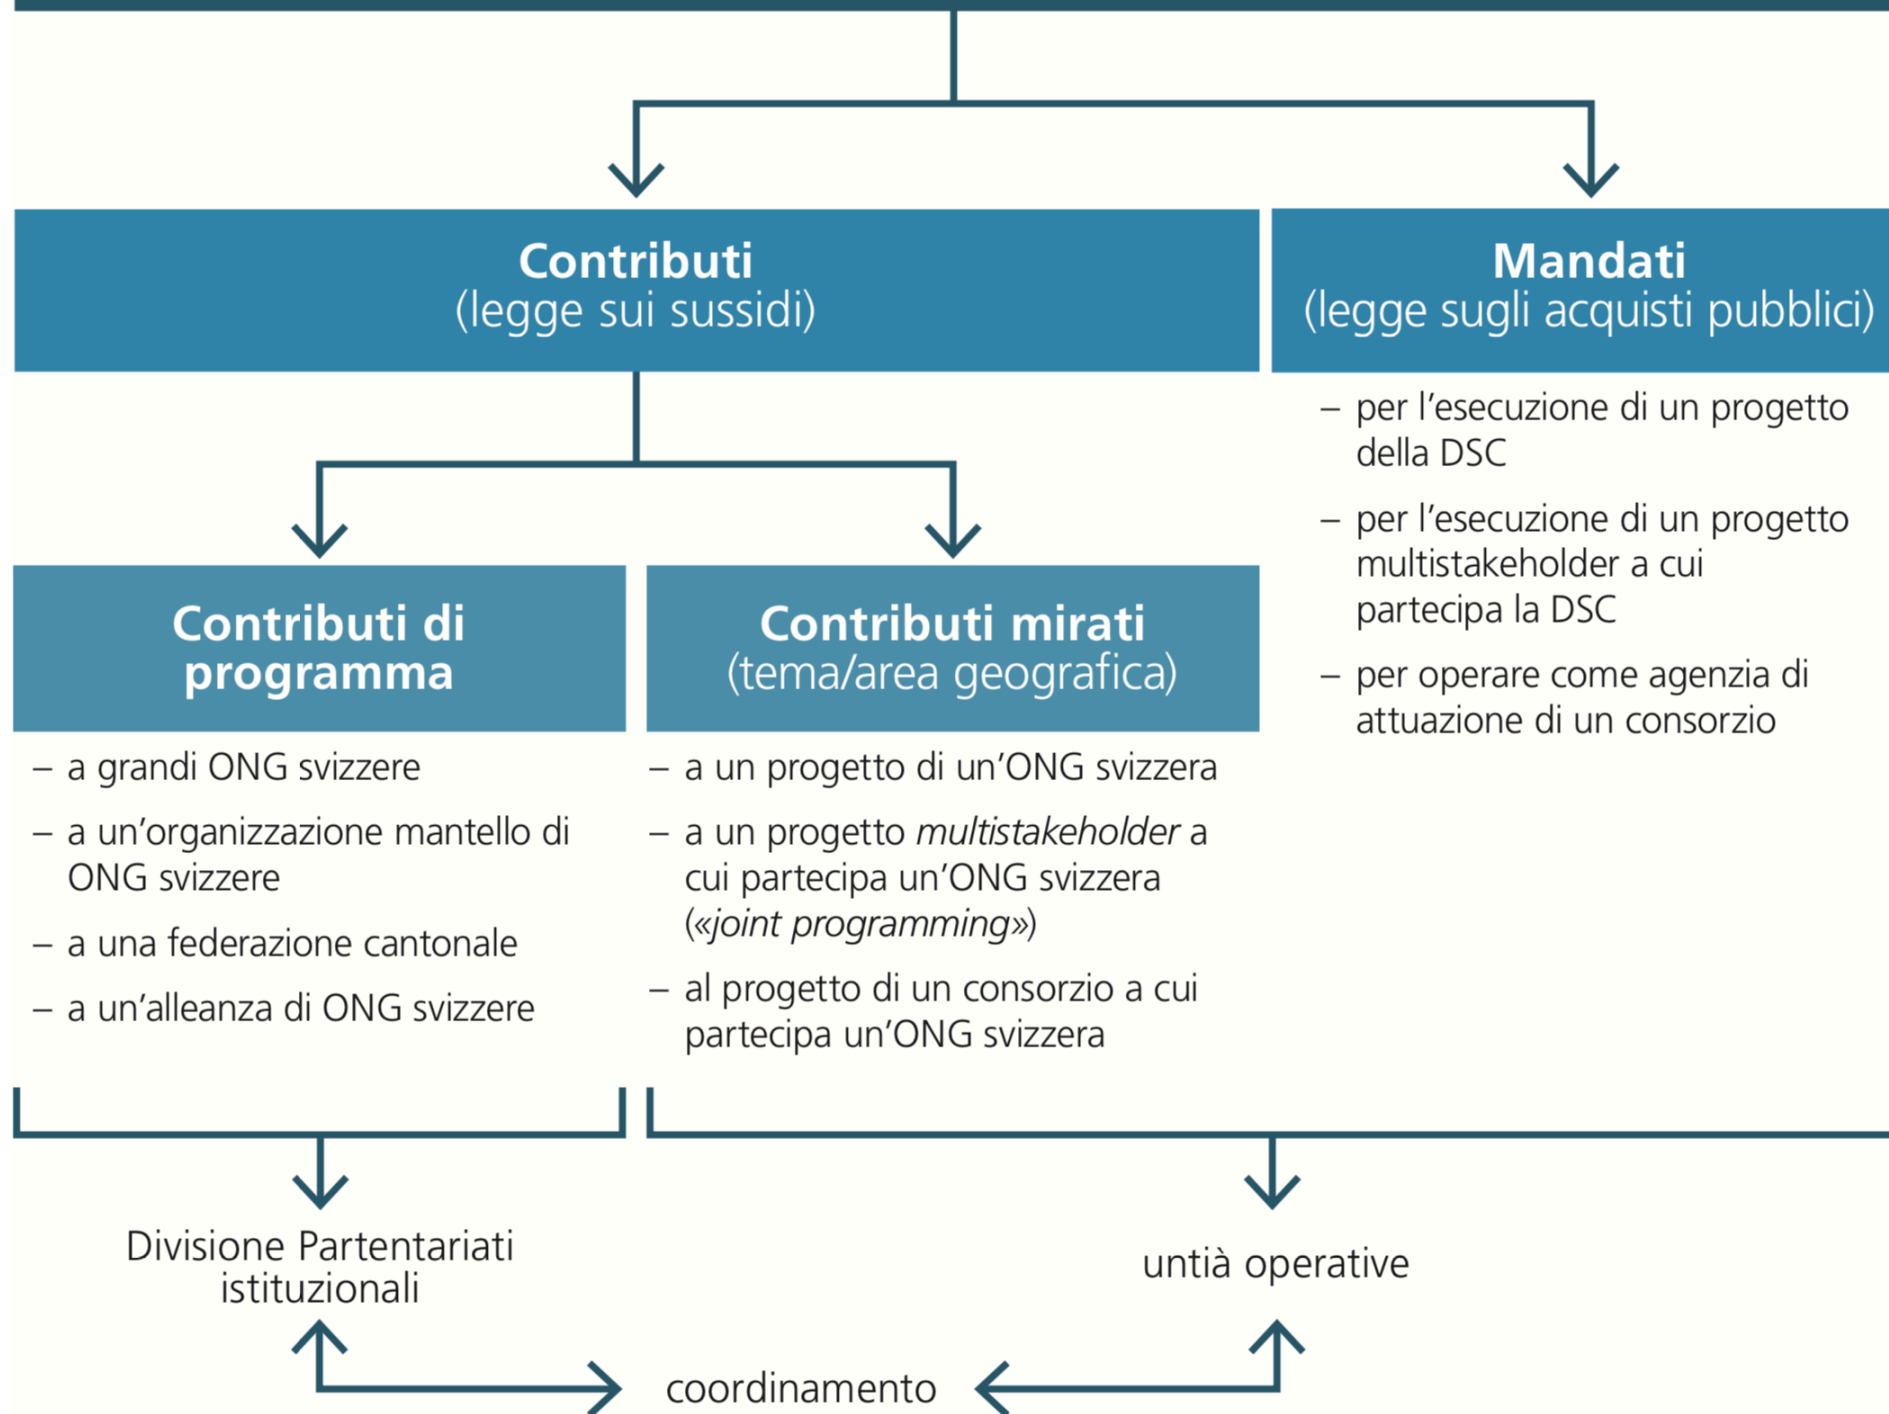 Contributi
(legge sui sussidi)
Mandati
(legge sugli acquisti pubblici)
– per l’esecuzione di un progetto
della DSC
– per l’esecuzione di un progetto
multistakeholder a cui
partecipa la DSC
– per operare come agenzia di
attuazione di un consorzio
Contributi di
programma
– a grandi ONG svizzere
– a un’organizzazione mantello di
ONG svizzere
– a una federazione cantonale
– a un’alleanza di ONG svizzere
Contributi mirati
(tema/area geografica)
– a un progetto di un’ONG svizzera
– a un progetto multistakeholder a
cui partecipa un’ONG svizzera
(«joint programming»)
– al progetto di un consorzio a cui
partecipa un’ONG svizzera
Divisione Partentariati
istituzionali
untià operative
coordinamento